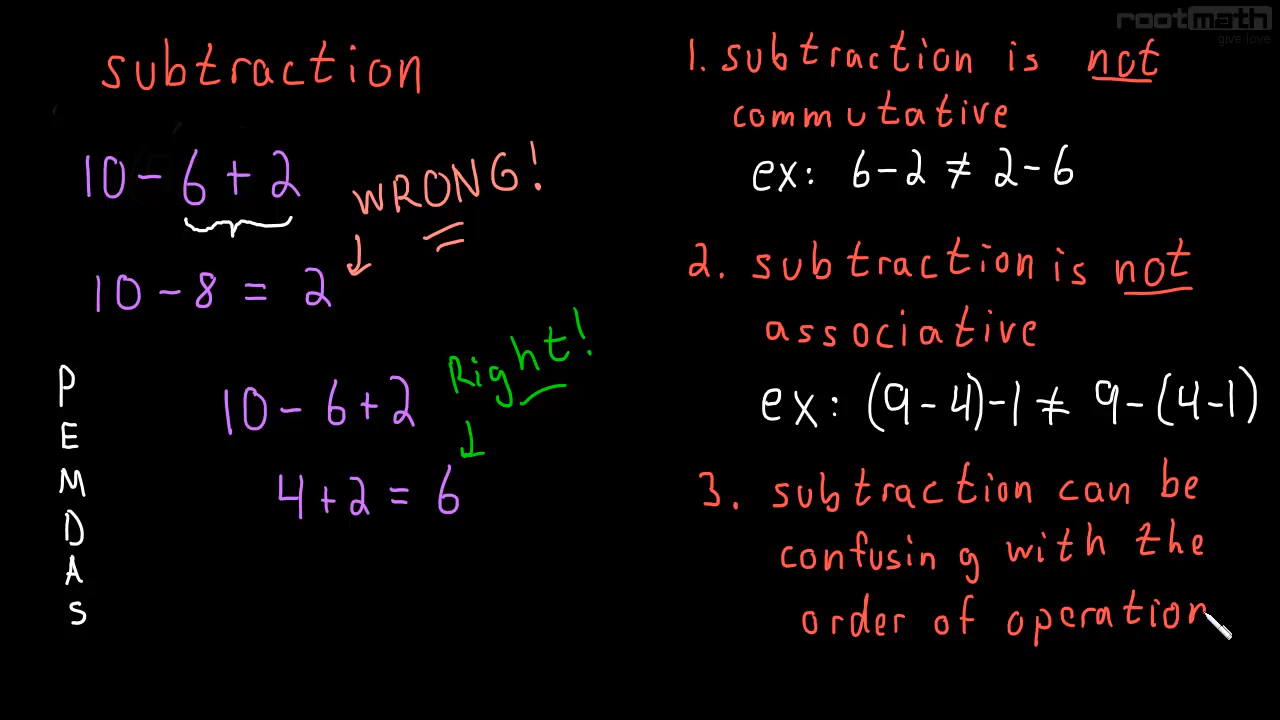 subtraction
10 - 6 + 2
WRONG!
10 - 8 = 2
Right!
10 - 6 + 2
4 + 2 = 6
P
E
M
D
A
S
rootmath
give love
1. subtraction is not
commutative
ex: 6 - 2 ≠ 2 - 6
2. subtraction is not
associative
ex: (9 - 4) - 1 ≠ 9 - (4 - 1)
3. subtraction can be
confusing with the
order of operation